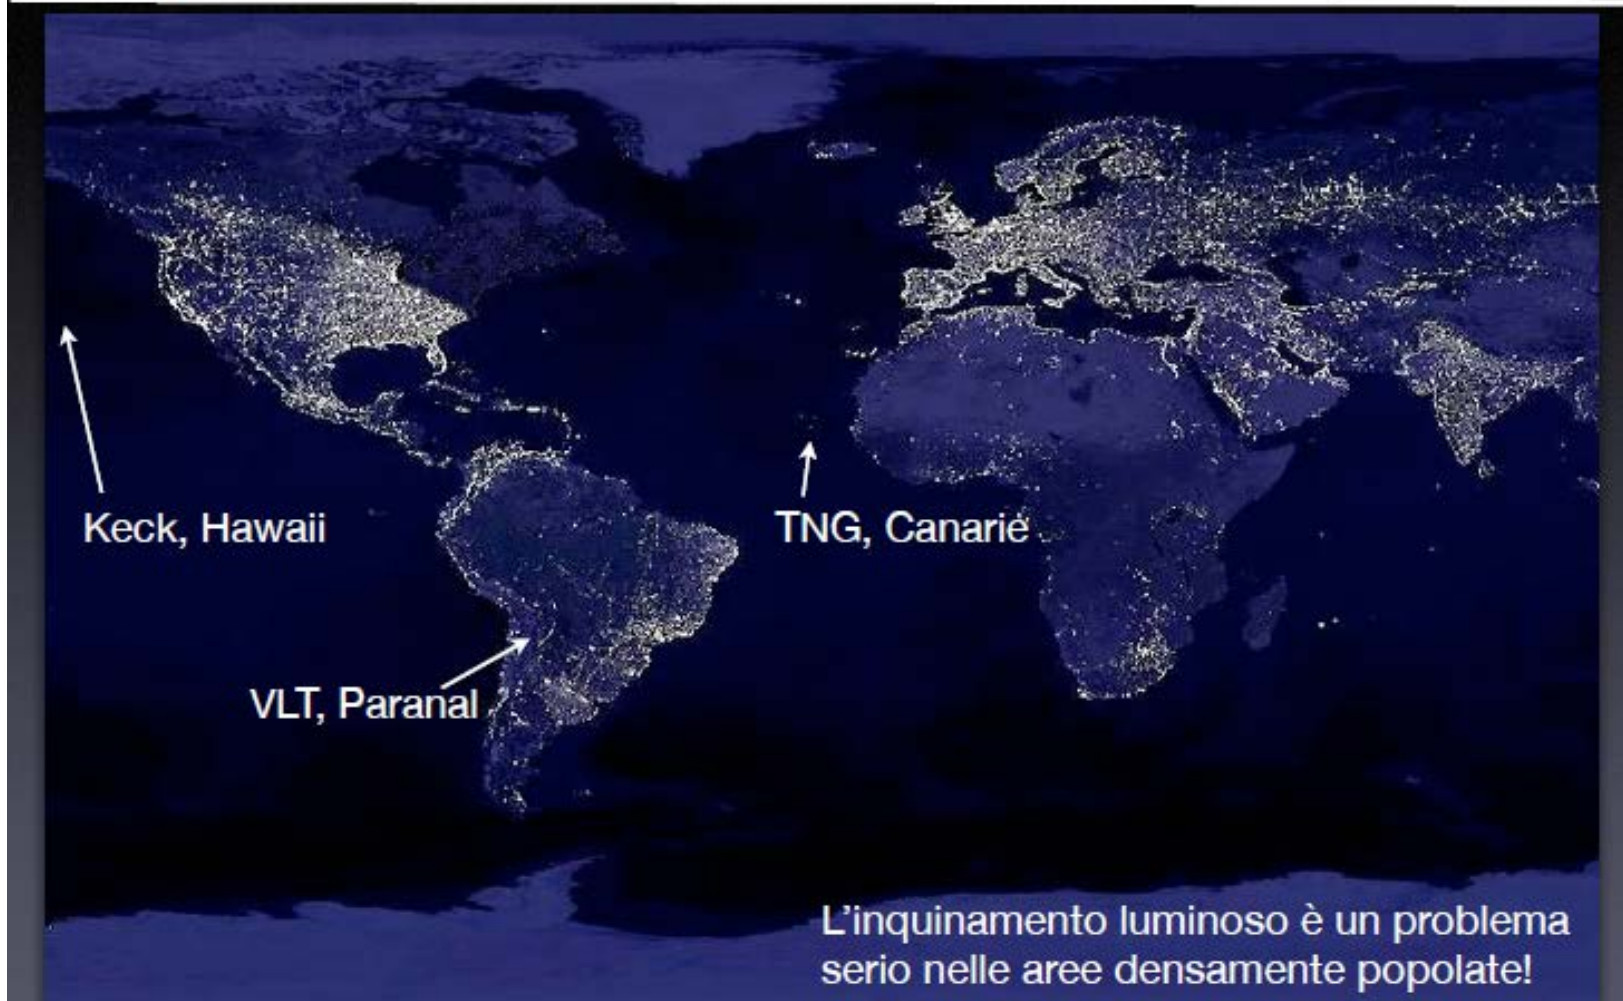 Keck, Hawaii
TNG, Canarie
VLT, Paranal
L'inquinamento luminoso è un problema
serio nelle aree densamente popolate!